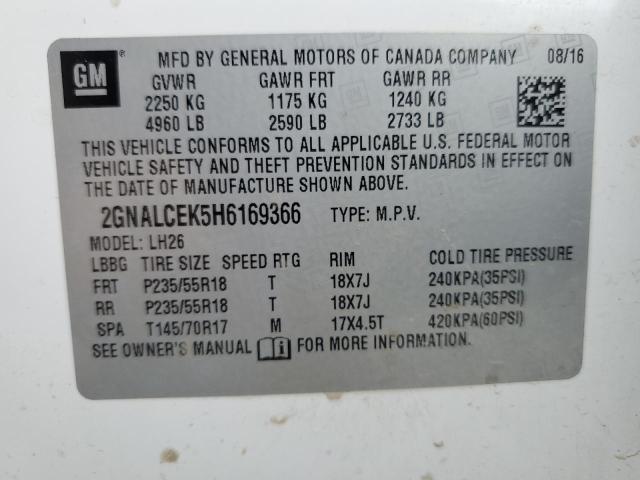 GM
MFD BY GENERAL MOTORS OF CANADA COMPANY 08/16
GVWR GAWR FRT GAWR RR
2250 KG 1175 KG 1240 KG
4960 LB 2590 LB 2733 LB
THIS VEHICLE CONFORMS TO ALL APPLICABLE U.S. FEDERAL MOTOR
VEHICLE SAFETY AND THEFT PREVENTION STANDARDS IN EFFECT ON
THE DATE OF MANUFACTURE SHOWN ABOVE.
2GNALCEK5H6169366 TYPE: M.P.V.
MODEL: LH26
LBBG TIRE SIZE SPEED RTG RIM COLD TIRE PRESSURE
FRT P235/55R18 T 18X7J 240KPA(35PSI)
RR P235/55R18 T 18X7J 240KPA(35PSI)
SPA T145/70R17 M 17X4.5T 420KPA(60PSI)
SEE OWNER'S MANUAL i FOR MORE INFORMATION.